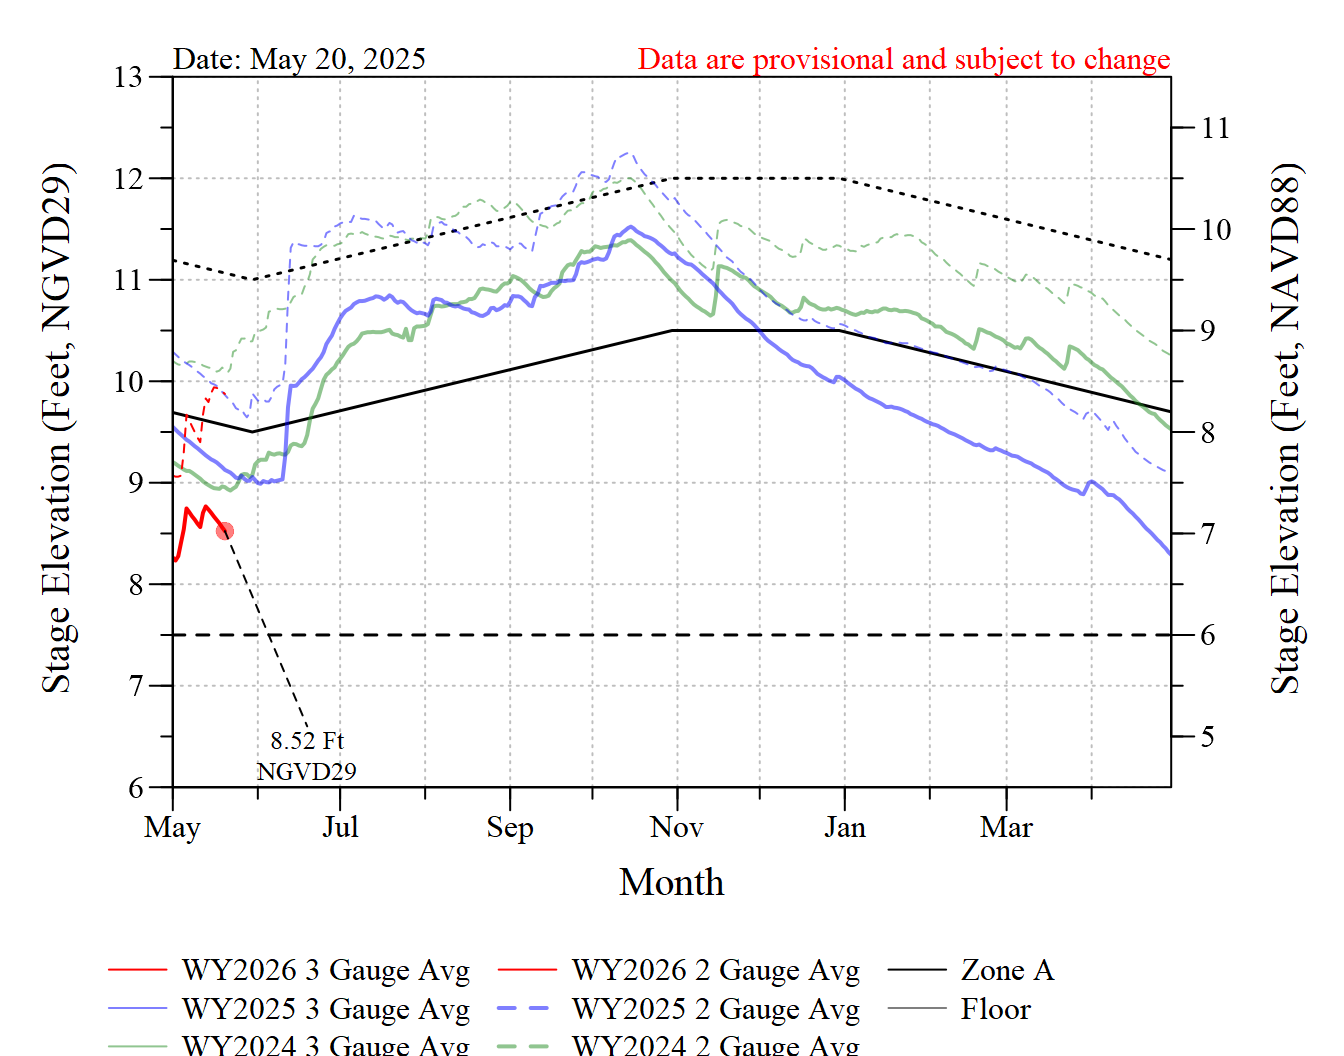 Date: May 20, 2025
Data are provisional and subject to change
13
12
11
10
9
8
7
6
11
10
9
8
7
6
5
Stage Elevation (Feet, NGVD29)
Stage Elevation (Feet, NAVD88)
8.52 Ft
NGVD29
May Jul Sep Nov Jan Mar
Month
WY2026 3 Gauge Avg WY2026 2 Gauge Avg Zone A
WY2025 3 Gauge Avg WY2025 2 Gauge Avg Floor
WY2024 3 Gauge Avg WY2024 2 Gauge Avg